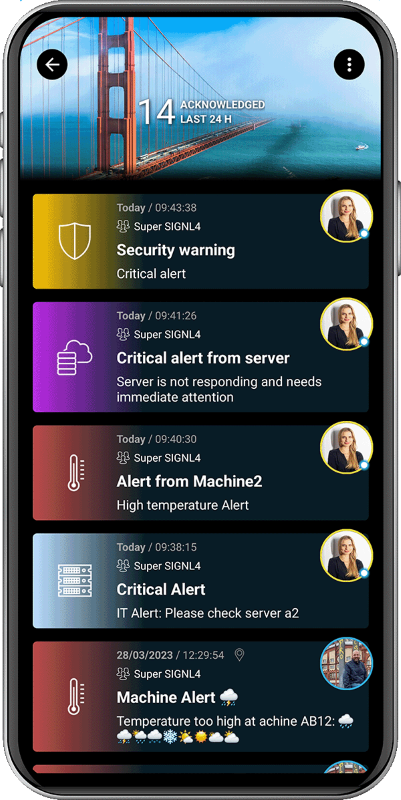 14 ACKNOWLEDGED
LAST 24 H
Today / 09:43:38
Super SIGNL4
Security warning
Critical alert
Today / 09:41:26
Super SIGNL4
Critical alert from server
Server is not responding and needs
immediate attention
Today / 09:40:30
Super SIGNL4
Alert from Machine2
High temperature Alert
Today / 09:38:15
Super SIGNL4
Critical Alert
IT Alert: Please check server a2
28/03/2023 / 12:29:54
Super SIGNL4
Machine Alert 🌩️
Temperature too high at achine AB12: 🌧️
⛈️🌦️🌧️❄️🌤️☀️⛅🌥️